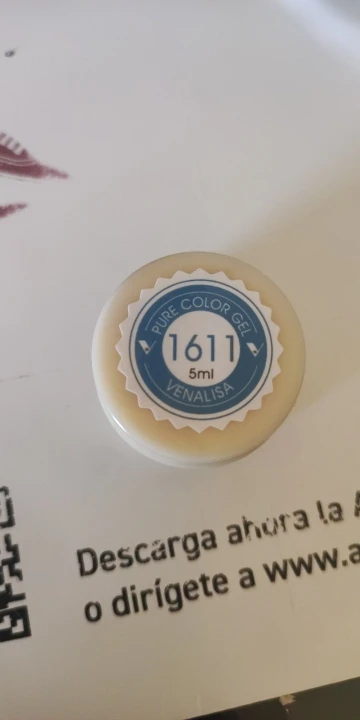 PURE COLOR GEL
1611
5ml
VENALISA
Descarga ahora la
o dirígete a www.a